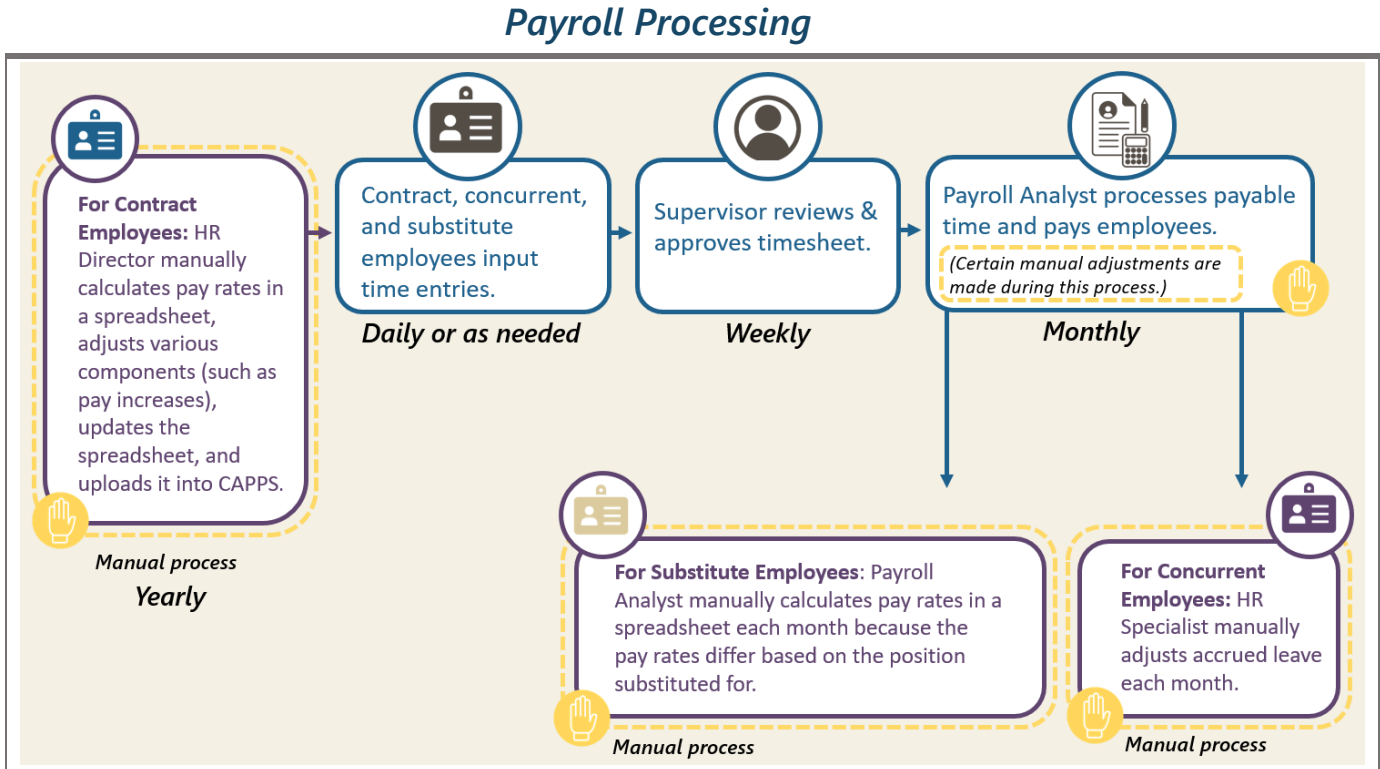 Payroll Processing
For Contract
Employees: HR
Director manually
calculates pay rates in
a spreadsheet,
adjusts various
components (such as
pay increases),
updates the
spreadsheet, and
uploads it into CAPPS.
Manual process
Yearly
Contract, concurrent,
and substitute
employees input
time entries.
Daily or as needed
Supervisor reviews &
approves timesheet.
Weekly
Payroll Analyst processes payable
time and pays employees.
(Certain manual adjustments are
made during this process.)
Monthly
For Substitute Employees: Payroll
Analyst manually calculates pay rates in a
spreadsheet each month because the
pay rates differ based on the position
substituted for.
Manual process
For Concurrent
Employees: HR
Specialist manually
adjusts accrued leave
each month.
Manual process